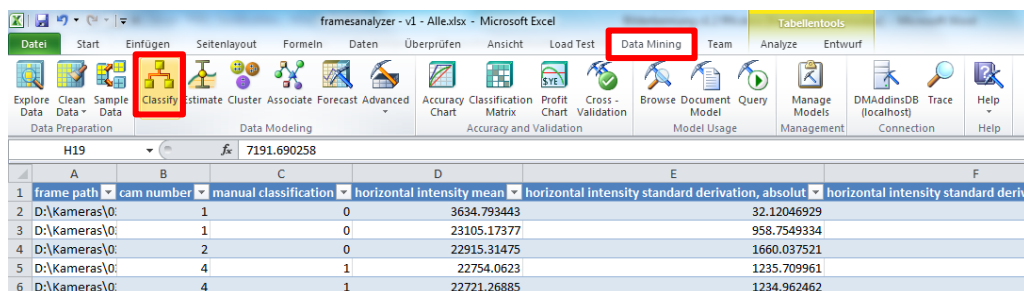 framesanalyzer - v1 - Alle.xlsx - Microsoft Excel
Tabellentools
Datei Start Einfügen Seitenlayout Formeln Daten Überprüfen Ansicht Load Test Data Mining Team Analyze Entwurf
Explore Data Clean Data Sample Data Classify Estimate Cluster Associate Forecast Advanced Accuracy Chart Classification Matrix $YE Profit Chart Cross - Validation Browse Document Model Query Manage Models DMAddinsDB (localhost) Trace Help
Data Preparation Data Modeling Accuracy and Validation Model Usage Management Connection Help
H19 fx 7191.690258
A B C D E F
1 frame path cam number manual classification horizontal intensity mean horizontal intensity standard derivation, absolut horizontal intensity standard deriv
2 D:\Kameras\0 1 0 3634.793443 32.12046929
3 D:\Kameras\0 1 0 23105.17377 958.7549334
4 D:\Kameras\0 2 0 22915.31475 1660.037521
5 D:\Kameras\0 4 1 22754.0623 1235.709961
6 D:\Kameras\0 4 1 22721.26885 1234.962462